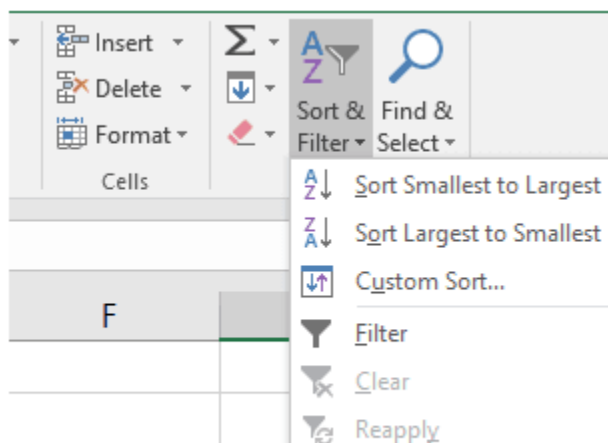 Insert
Delete
Format
Cells
Σ
A
Z
Sort &
Filter
Find &
Select
A
Z
Sort Smallest to Largest
Z
A
Sort Largest to Smallest
Custom Sort...
Filter
Clear
Reapply
F